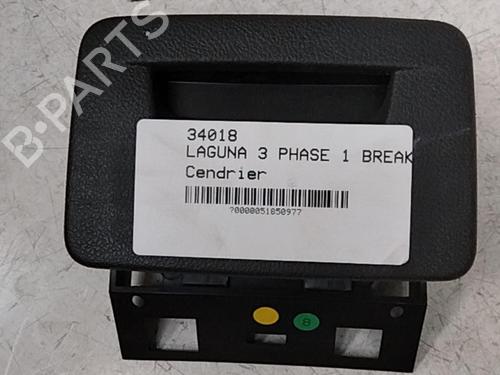 B-PARTS
34018
LAGUNA 3 PHASE 1 BREAK
Cendrier
?0000051850977
8